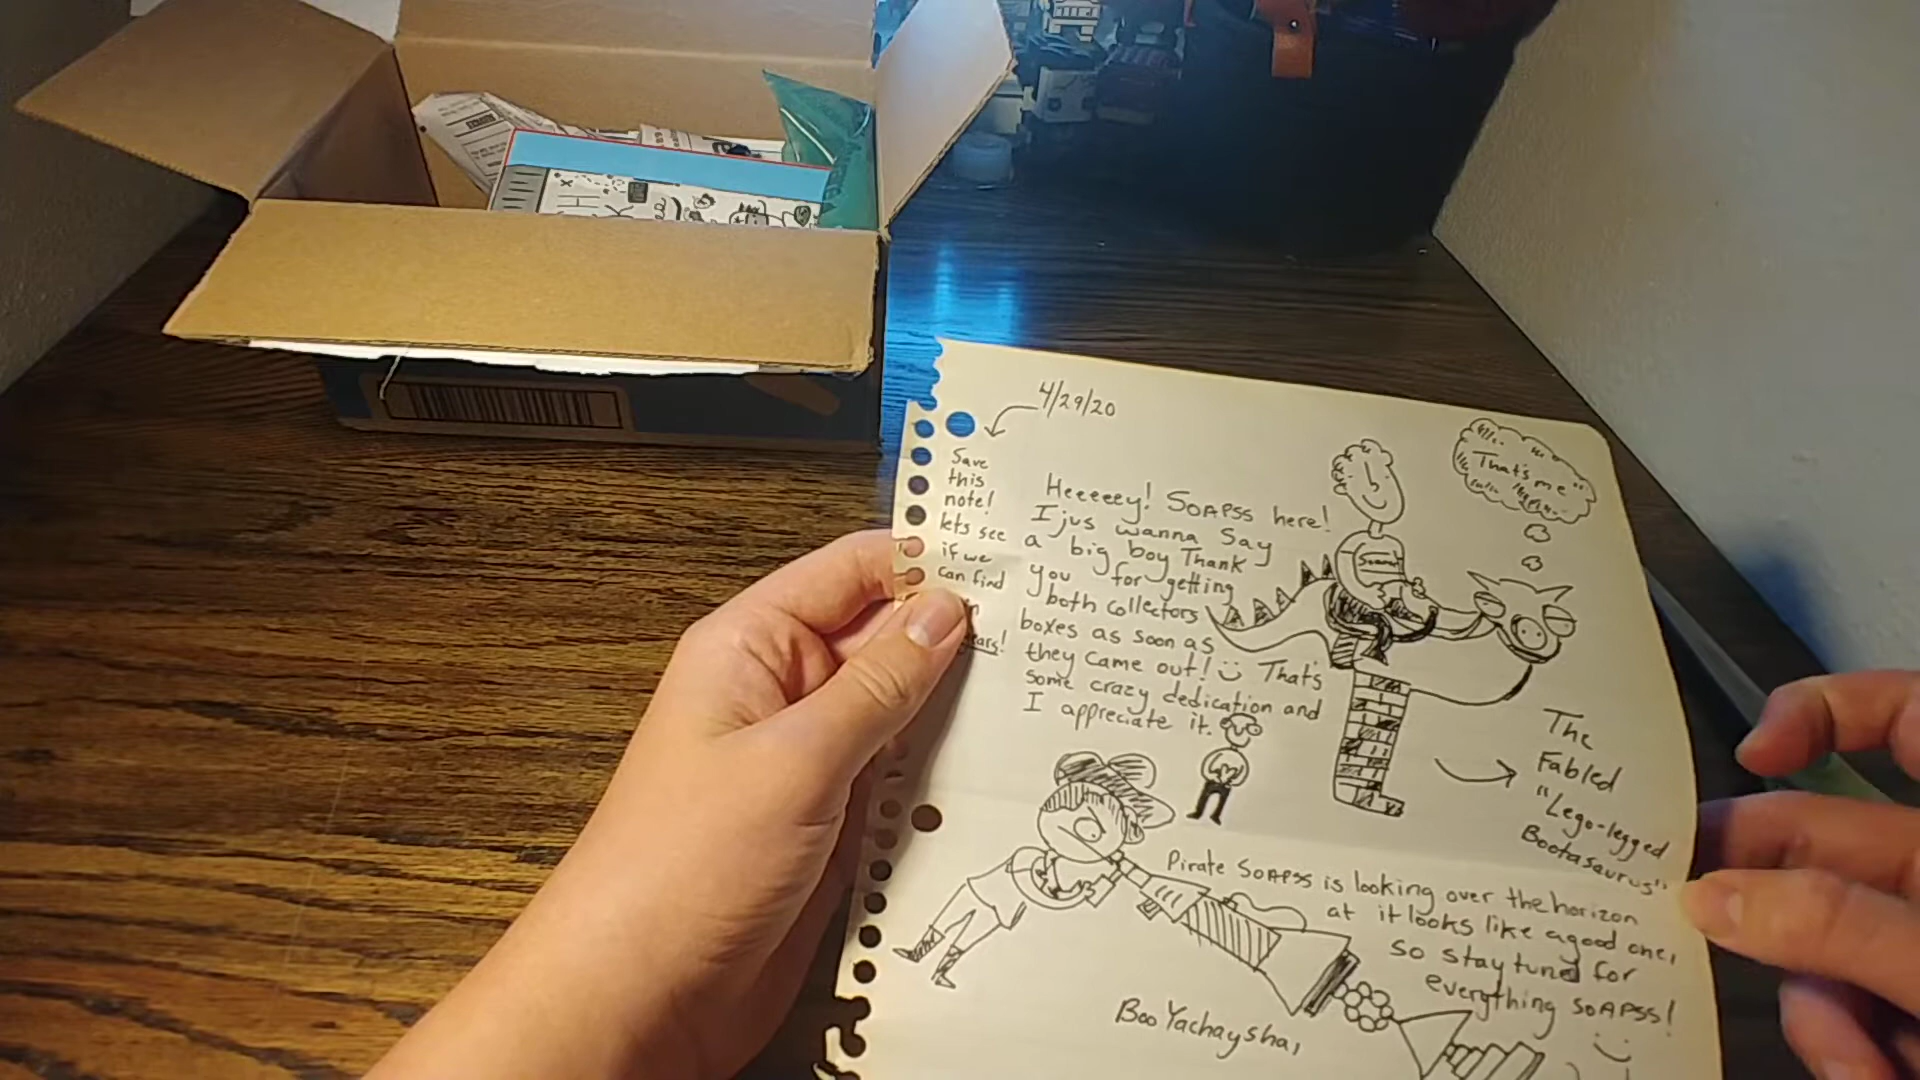 4/29/20
Save
this
note!
lets see
if we
can find
Heeeeey! SOAPSS here!
I jus wanna Say
a big boy Thank
you for getting
both collectors
boxes as soon as
they came out! That's
some crazy dedication and
I appreciate it.
"That's me"
The
Fabled
"Lego-legged
Bootasaurus"
Pirate SOAPSS is looking over the horizon
at it looks like a good one,
so stay tuned for
everything SOAPSS!
Boo Yachaysha,